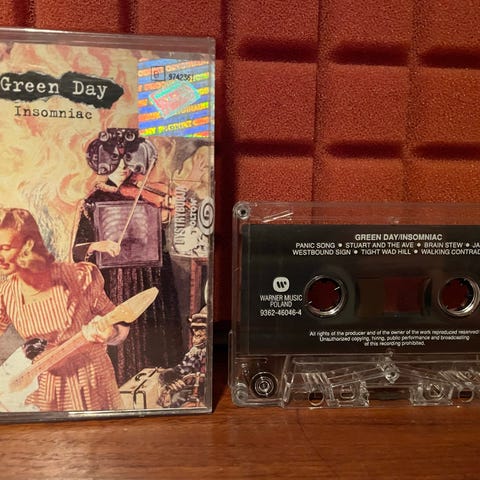 Green Day
Insomniac
GREEN DAY/INSOMNIAC
PANIC SONG • STUART AND THE AVE • BRAIN STEW • JA
WESTBOUND SIGN • TIGHT WAD HILL • WALKING CONTRAD
WARNER MUSIC
POLAND
9362-46046-4
All rights of the producer and of the owner of the work reproduced reserved
Unauthorized copying, hiring, public performance and broadcasting
of this recording prohibited.